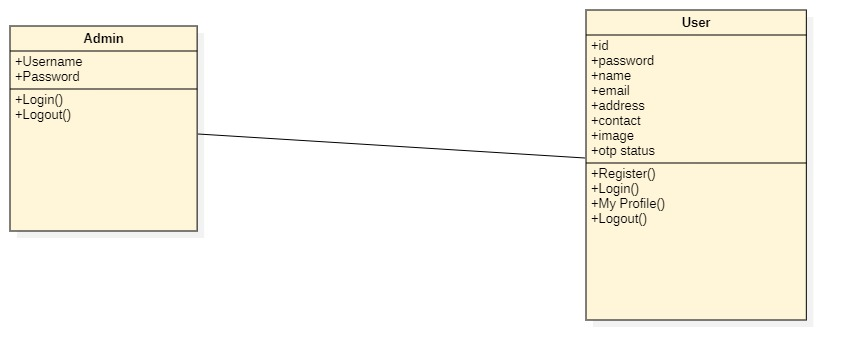 Admin
+Username
+Password
+Login()
+Logout()
User
+id
+password
+name
+email
+address
+contact
+image
+otp status
+Register()
+Login()
+My Profile()
+Logout()